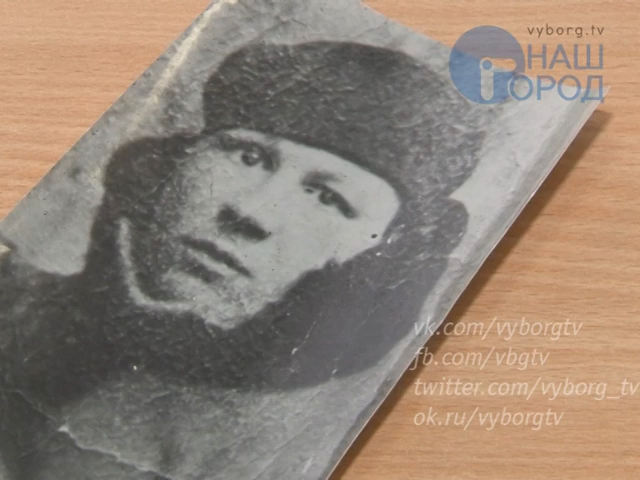 vyborg.tv
НАШ
ГОРОД
vk.com/vyborgtv
fb.com/vbgtv
twitter.com/vyborg_tv
ok.ru/vyborgtv